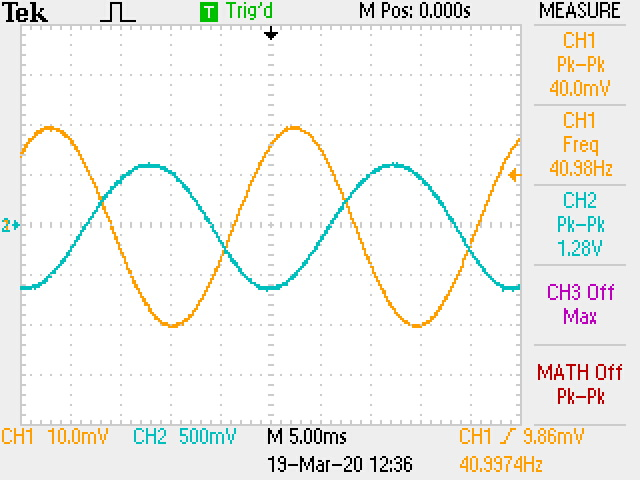 Tek T Trig'd M Pos: 0.000s MEASURE
CH1
Pk-Pk
40.0mV
CH1
Freq
40.98Hz
CH2
Pk-Pk
1.28V
CH3 Off
Max
MATH Off
Pk-Pk
2
CH1 10.0mV CH2 500mV M 5.00ms CH1 9.86mV
19-Mar-20 12:36 40.9974Hz